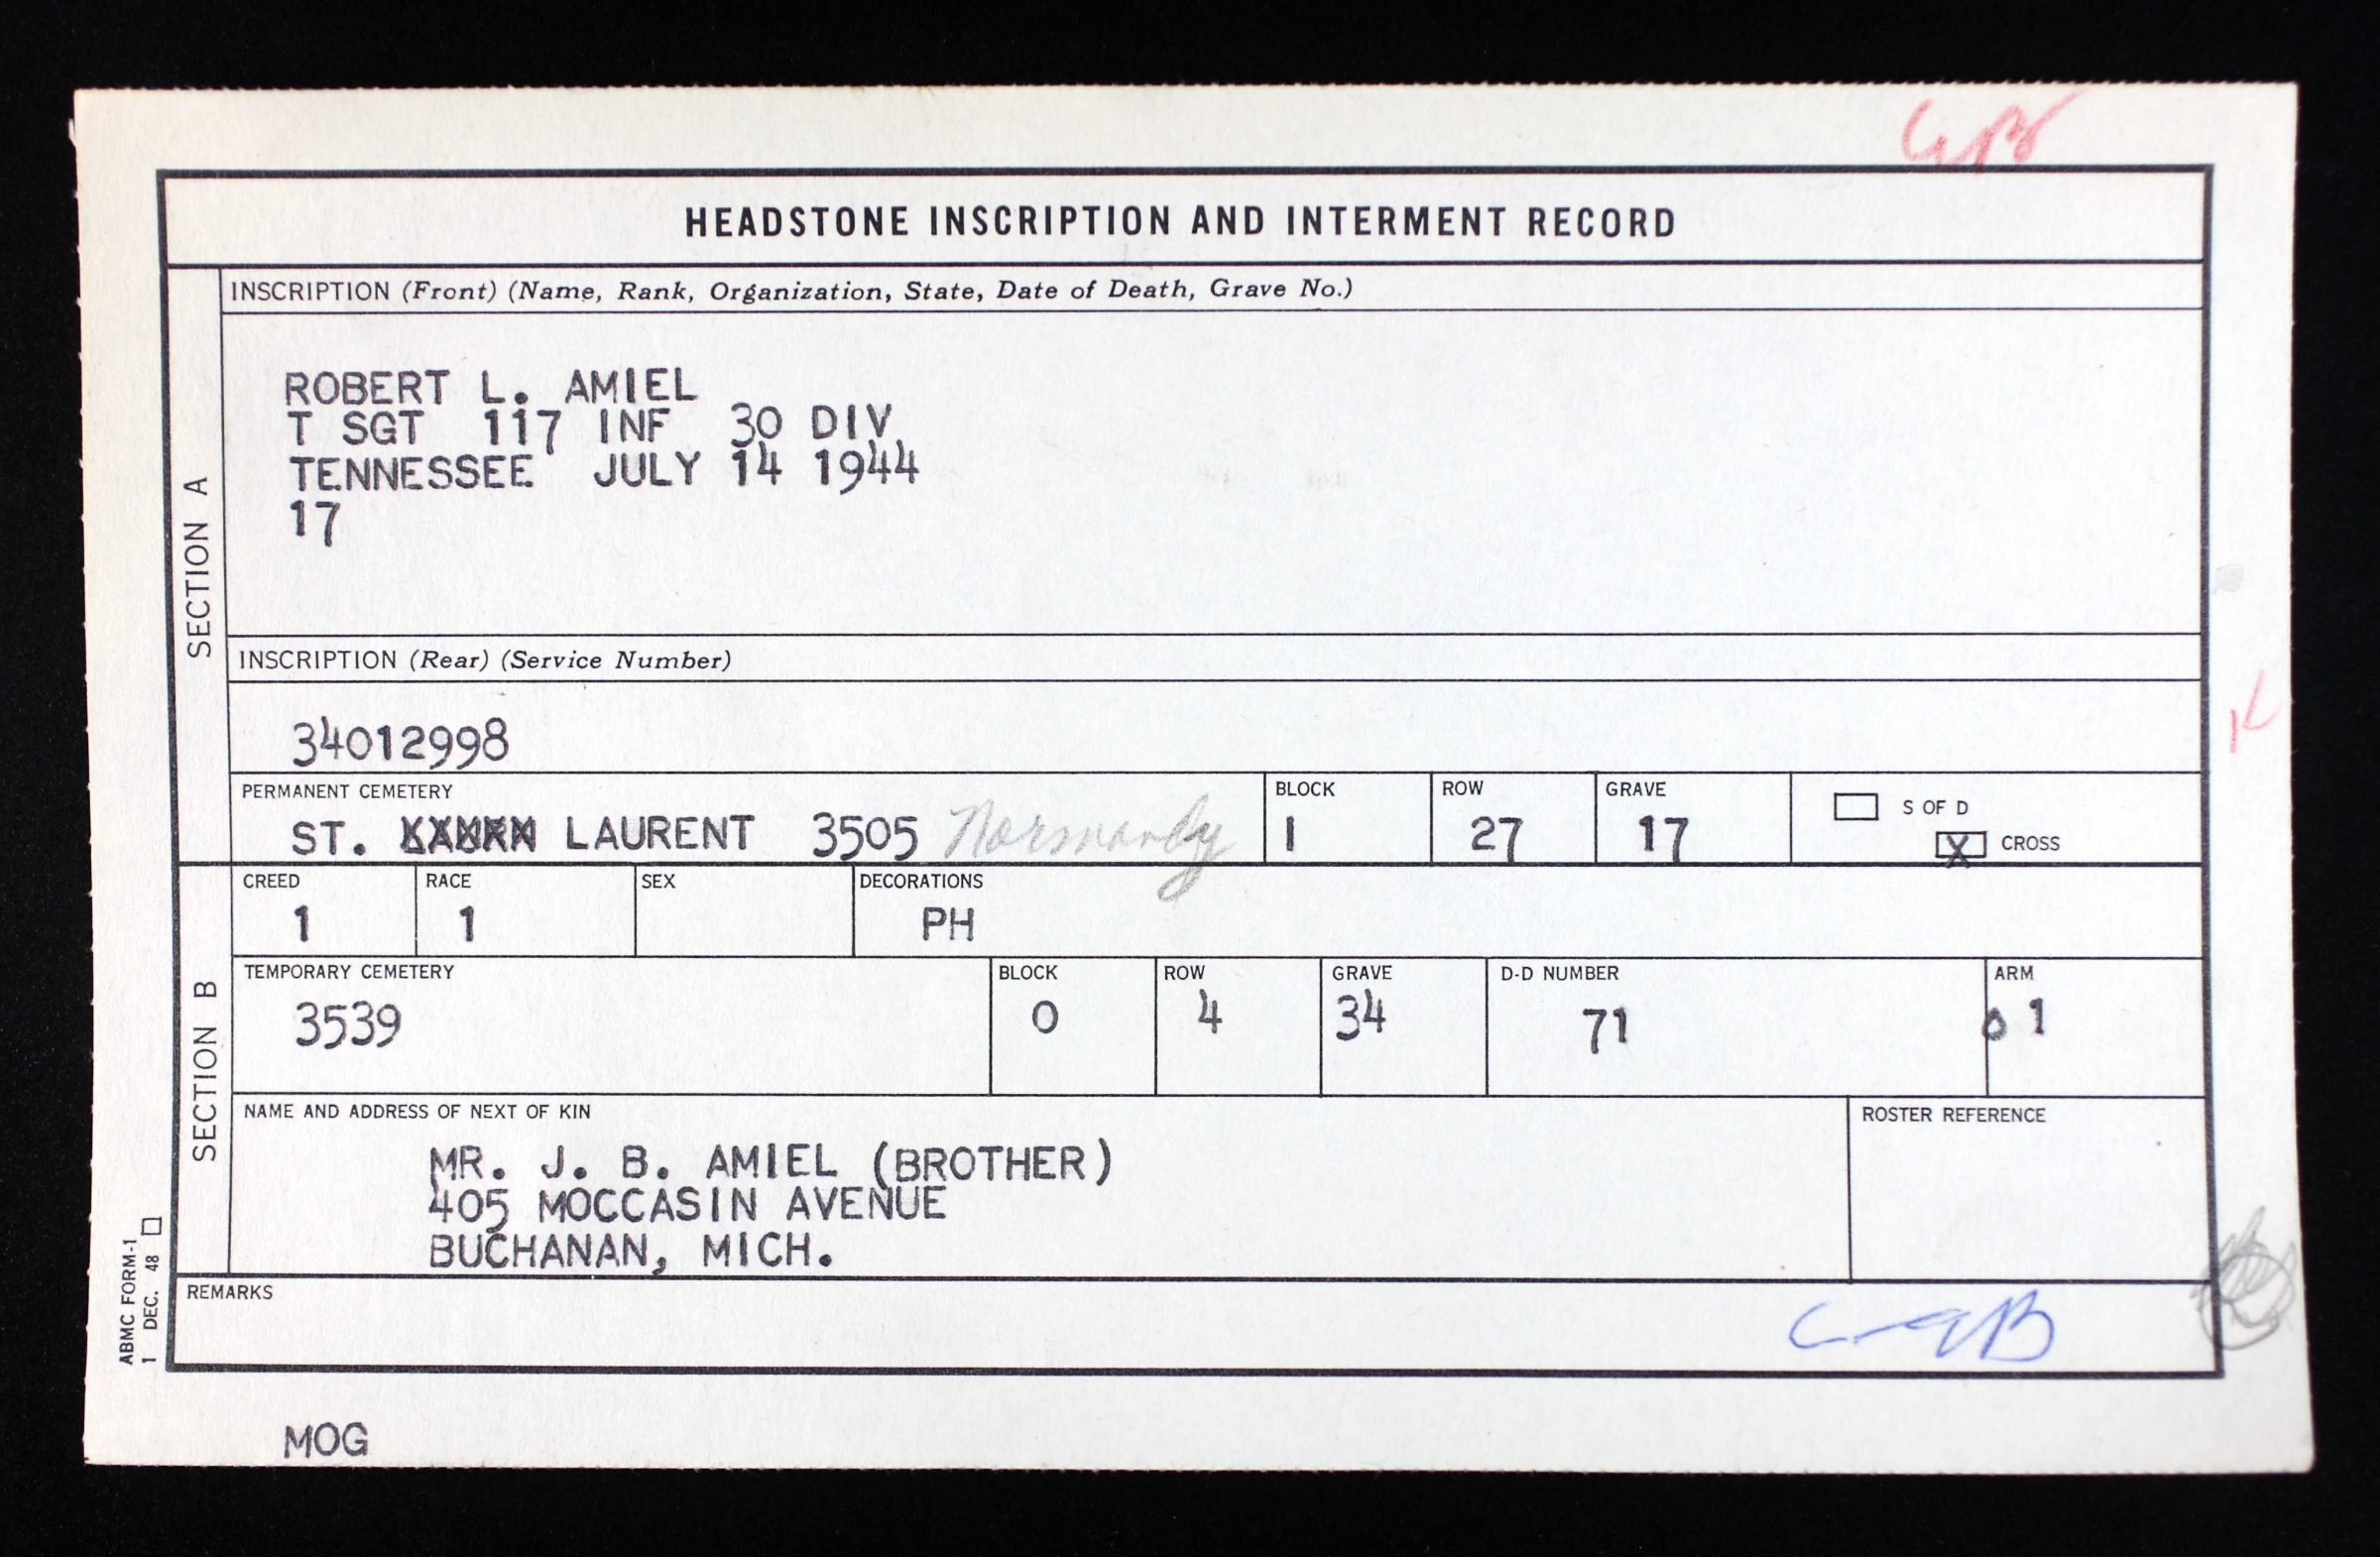 HEADSTONE INSCRIPTION AND INTERMENT RECORD
SECTION A
INSCRIPTION (Front) (Name, Rank, Organization, State, Date of Death, Grave No.)
ROBERT L. AMIEL
T SGT 117 INF 30 DIV
TENNESSEE JULY 14 1944
17
INSCRIPTION (Rear) (Service Number)
34012998
PERMANENT CEMETERY
ST. LAURENT 3505 Normandy
BLOCK
I
ROW
27
GRAVE
17
S OF D
X CROSS
SECTION B
CREED
1
RACE
1
SEX
DECORATIONS
PH
TEMPORARY CEMETERY
3539
BLOCK
O
ROW
4
GRAVE
34
D-D NUMBER
71
ARM
01
NAME AND ADDRESS OF NEXT OF KIN
MR. J. B. AMIEL (BROTHER)
405 MOCCASIN AVENUE
BUCHANAN, MICH.
ROSTER REFERENCE
REMARKS
ABMC FORM-1
1 DEC. 48
MOG